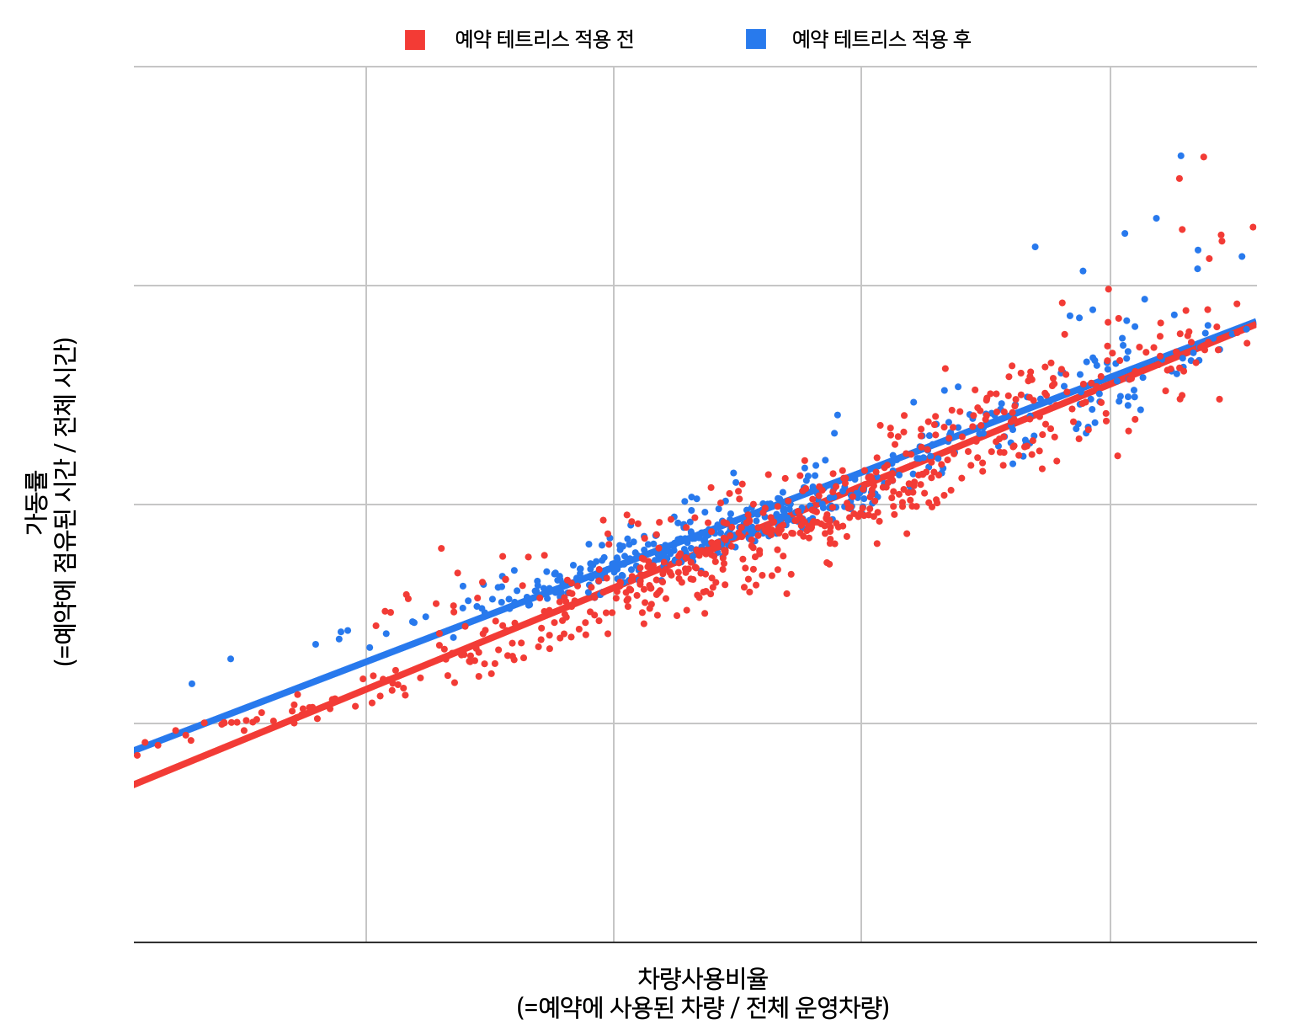 예약 테트리스 적용 전
예약 테트리스 적용 후
가동률
(=예약에 점유된 시간 / 전체 시간)
차량사용비율
(=예약에 사용된 차량 / 전체 운영차량)